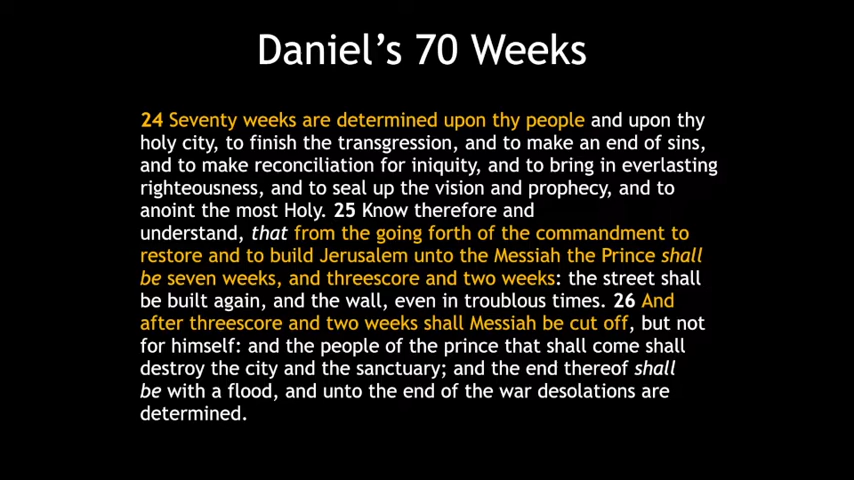 Daniel’s 70 Weeks
24 Seventy weeks are determined upon thy people and upon thy
holy city, to finish the transgression, and to make an end of sins,
and to make reconciliation for iniquity, and to bring in everlasting
righteousness, and to seal up the vision and prophecy, and to
anoint the most Holy. 25 Know therefore and
understand, that from the going forth of the commandment to
restore and to build Jerusalem unto the Messiah the Prince shall
be seven weeks, and threescore and two weeks: the street shall
be built again, and the wall, even in troublous times. 26 And
after threescore and two weeks shall Messiah be cut off, but not
for himself: and the people of the prince that shall come shall
destroy the city and the sanctuary; and the end thereof shall
be with a flood, and unto the end of the war desolations are
determined.